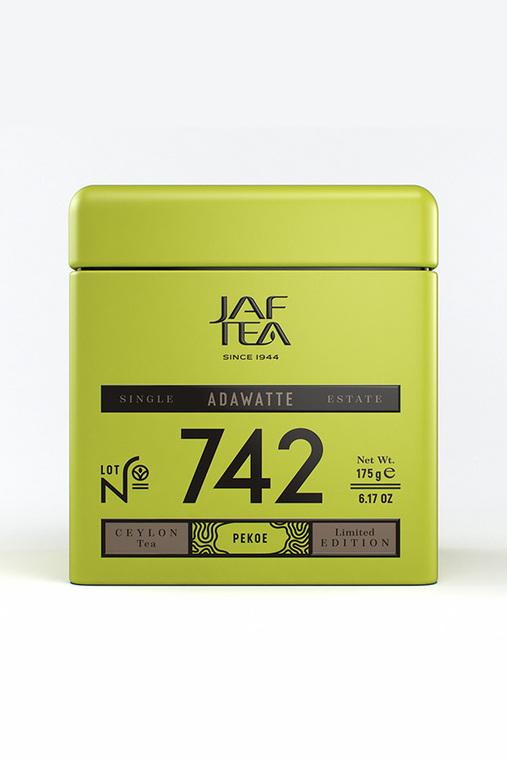 JAF
TEA
SINCE 1944
SINGLE ADAWATTE ESTATE
LOT
Nº
742
Net Wt.
175 g ℮
6.17 OZ
CEYLON
Tea
PEKOE
Limited
EDITION